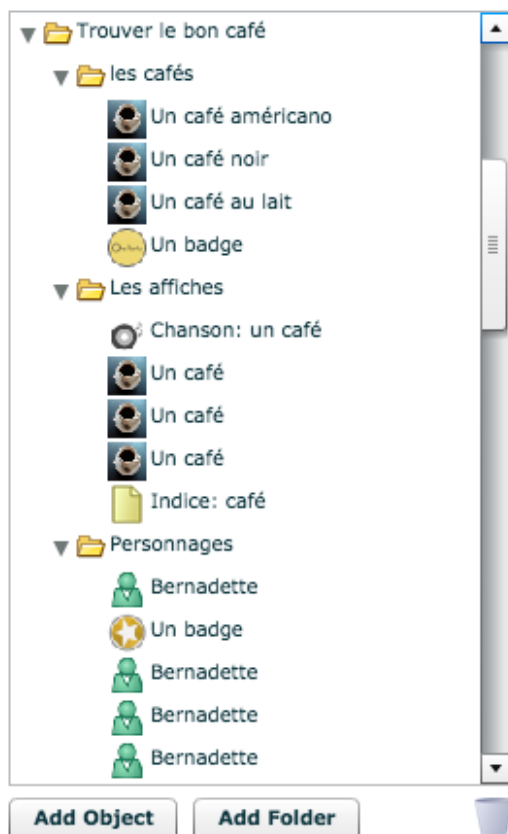 Trouver le bon café
les cafés
Un café américano
Un café noir
Un café au lait
Un badge
Les affiches
Chanson: un café
Un café
Un café
Un café
Indice: café
Personnages
Bernadette
Un badge
Bernadette
Bernadette
Bernadette
Add Object Add Folder